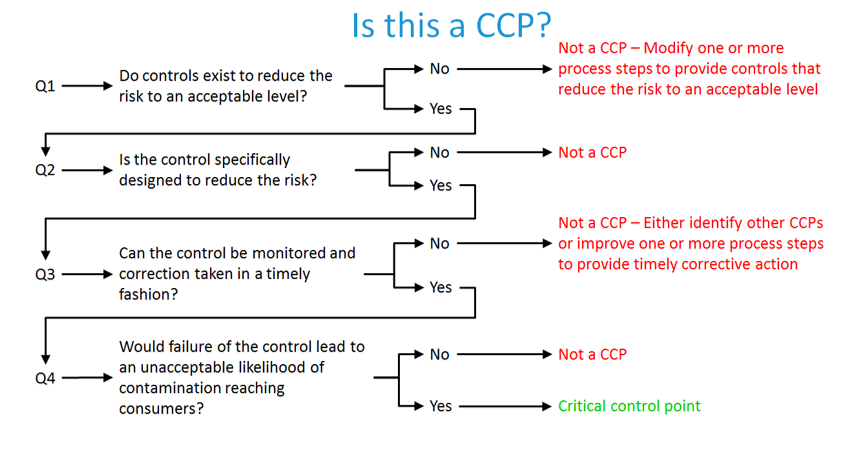 Is this a CCP?
Q1
Do controls exist to reduce the
risk to an acceptable level?
No
Not a CCP – Modify one or more
process steps to provide controls that
reduce the risk to an acceptable level
Yes
Q2
Is the control specifically
designed to reduce the risk?
No
Not a CCP
Yes
Q3
Can the control be monitored and
correction taken in a timely
fashion?
No
Not a CCP – Either identify other CCPs
or improve one or more process steps
to provide timely corrective action
Yes
Q4
Would failure of the control lead to
an unacceptable likelihood of
contamination reaching
consumers?
No
Not a CCP
Yes
Critical control point